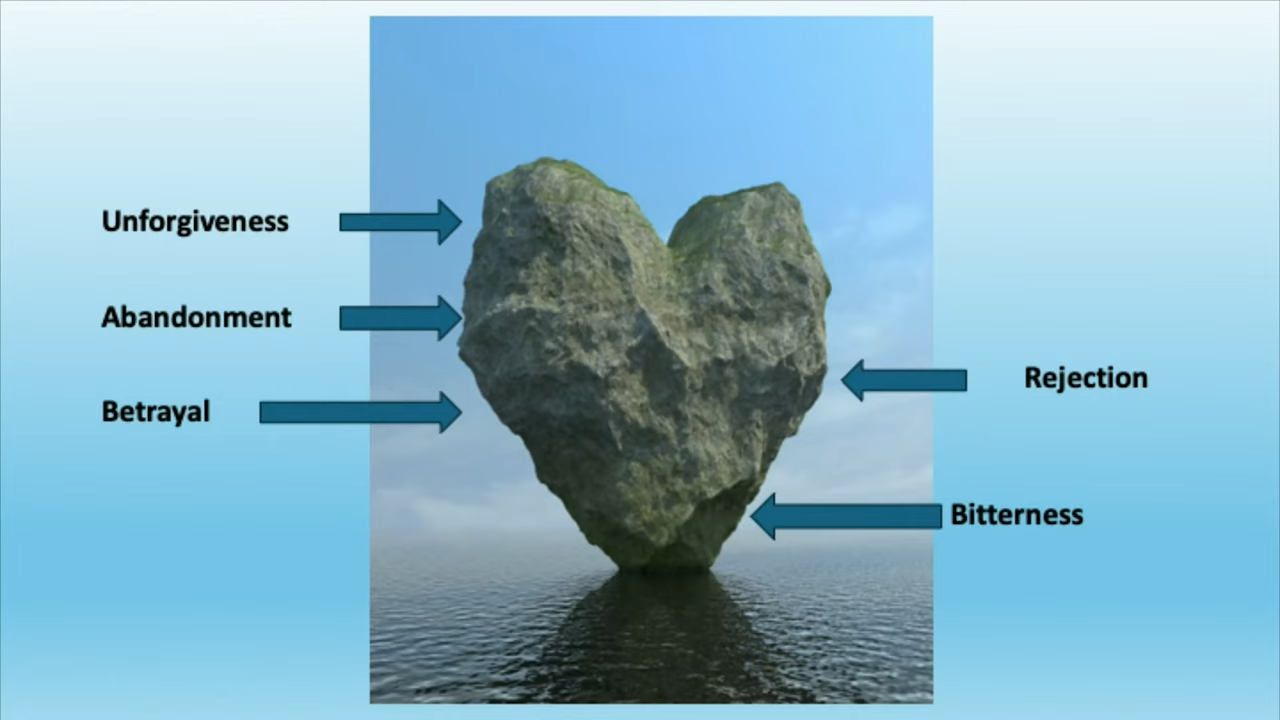 Unforgiveness
Abandonment
Betrayal
Rejection
Bitterness